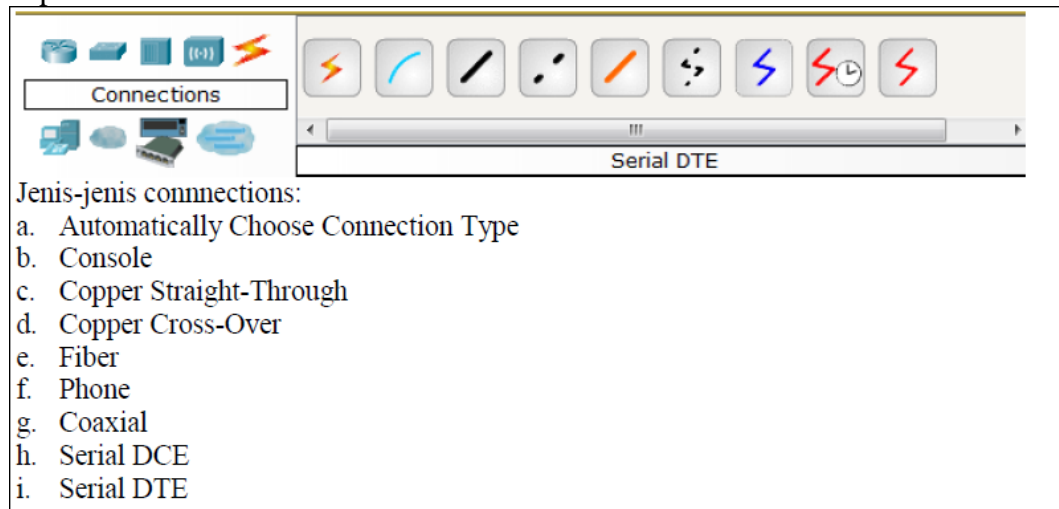 Connections
Serial DTE
Jenis-jenis connnections:
a. Automatically Choose Connection Type
b. Console
c. Copper Straight-Through
d. Copper Cross-Over
e. Fiber
f. Phone
g. Coaxial
h. Serial DCE
i. Serial DTE